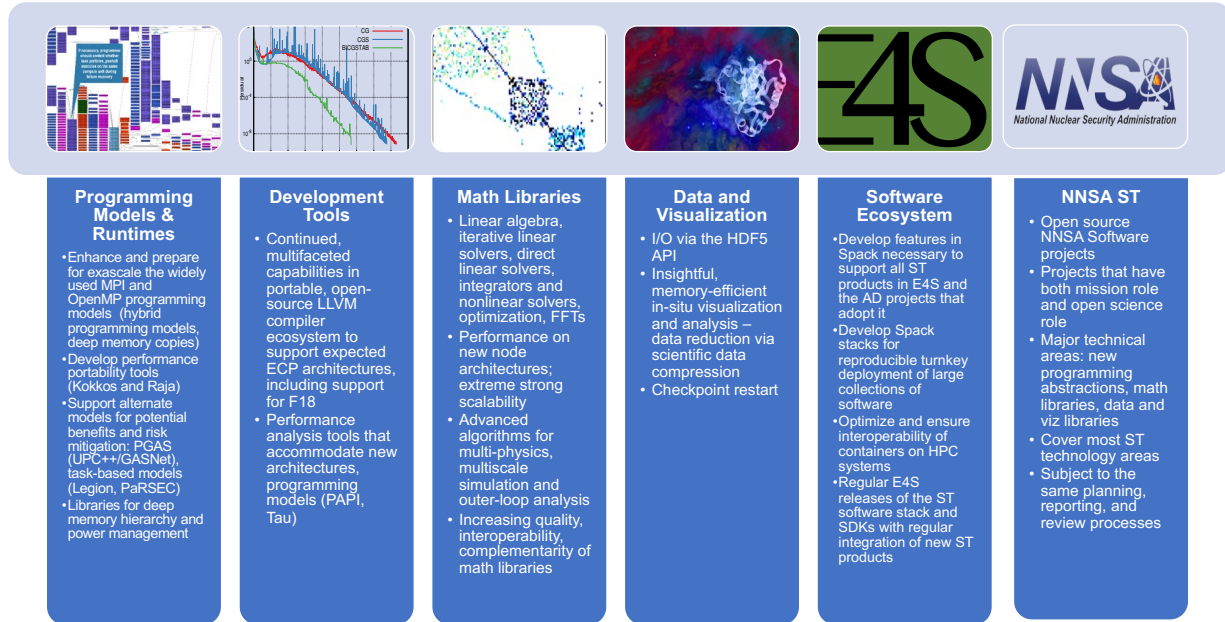 If necessary, programmer
CG
CGS
BiCGSTAB
Residual
E4S
NNSA
National Nuclear Security Administration
Programming
Models &
Runtimes
•Enhance and prepare
for exascale the widely
used MPI and
OpenMP programming
models (hybrid
programming models,
deep memory copies)
•Develop performance
portability tools
(Kokkos and Raja)
•Support alternate
models for potential
benefits and risk
mitigation: PGAS
(UPC++/GASNet),
task-based models
(Legion, PaRSEC)
•Libraries for deep
memory hierarchy and
power management
Development
Tools
• Continued,
multifaceted
capabilities in
portable, open-
source LLVM
compiler
ecosystem to
support expected
ECP architectures,
including support
for F18
• Performance
analysis tools that
accommodate new
architectures,
programming
models (PAPI,
Tau)
Math Libraries
• Linear algebra,
iterative linear
solvers, direct
linear solvers,
integrators and
nonlinear solvers,
optimization, FFTs
• Performance on
new node
architectures;
extreme strong
scalability
• Advanced
algorithms for
multi-physics,
multiscale
simulation and
outer-loop analysis
• Increasing quality,
interoperability,
complementarity of
math libraries
Data and
Visualization
• I/O via the HDF5
API
• Insightful,
memory-efficient
in-situ visualization
and analysis –
data reduction via
scientific data
compression
• Checkpoint restart
Software
Ecosystem
•Develop features in
Spack necessary to
support all ST
products in E4S and
the AD projects that
adopt it
•Develop Spack
stacks for
reproducible turnkey
deployment of large
collections of
software
•Optimize and ensure
interoperability of
containers on HPC
systems
•Regular E4S
releases of the ST
software stack and
SDKs with regular
integration of new ST
products
NNSA ST
• Open source
NNSA Software
projects
• Projects that have
both mission role
and open science
role
• Major technical
areas: new
programming
abstractions, math
libraries, data and
viz libraries
• Cover most ST
technology areas
• Subject to the
same planning,
reporting, and
review processes